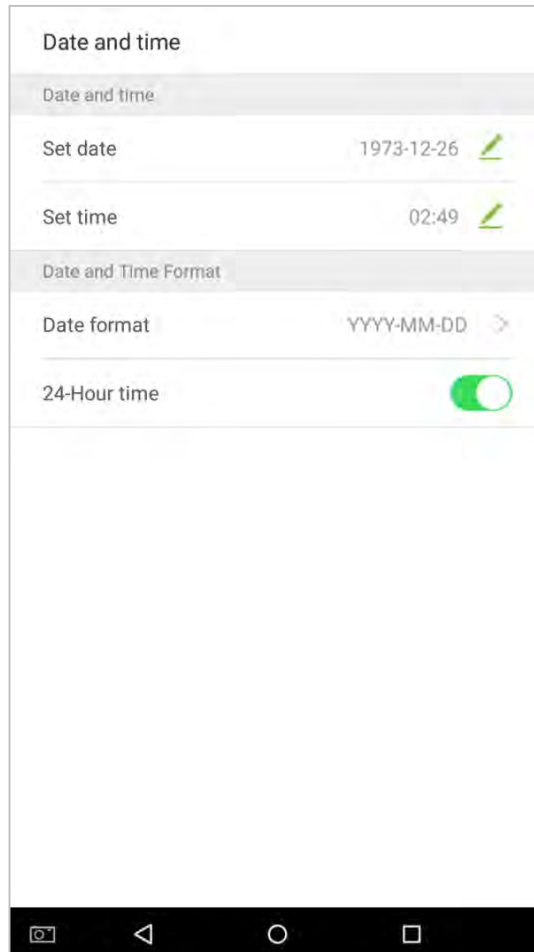 Date and time
Date and time
Set date 1973-12-26
Set time 02:49
Date and Time Format
Date format YYYY-MM-DD >
24-Hour time